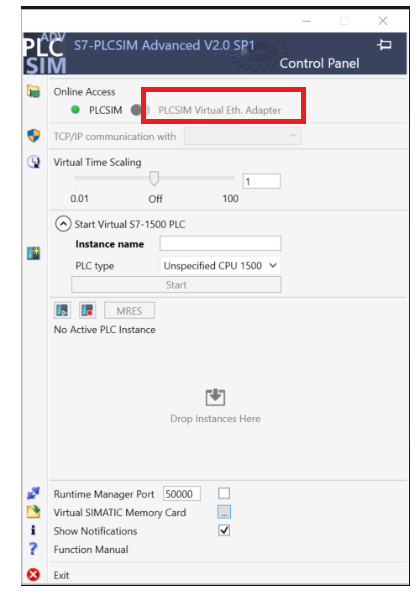 PLC ADV SIM
S7-PLCSIM Advanced V2.0 SP1
Control Panel
Online Access
PLCSIM PLCSIM Virtual Eth. Adapter
TCP/IP communication with
Virtual Time Scaling
1
0.01 Off 100
Start Virtual S7-1500 PLC
Instance name
PLC type Unspecified CPU 1500
Start
MRES
No Active PLC Instance
Drop Instances Here
Runtime Manager Port 50000
Virtual SIMATIC Memory Card ...
Show Notifications
Function Manual
Exit